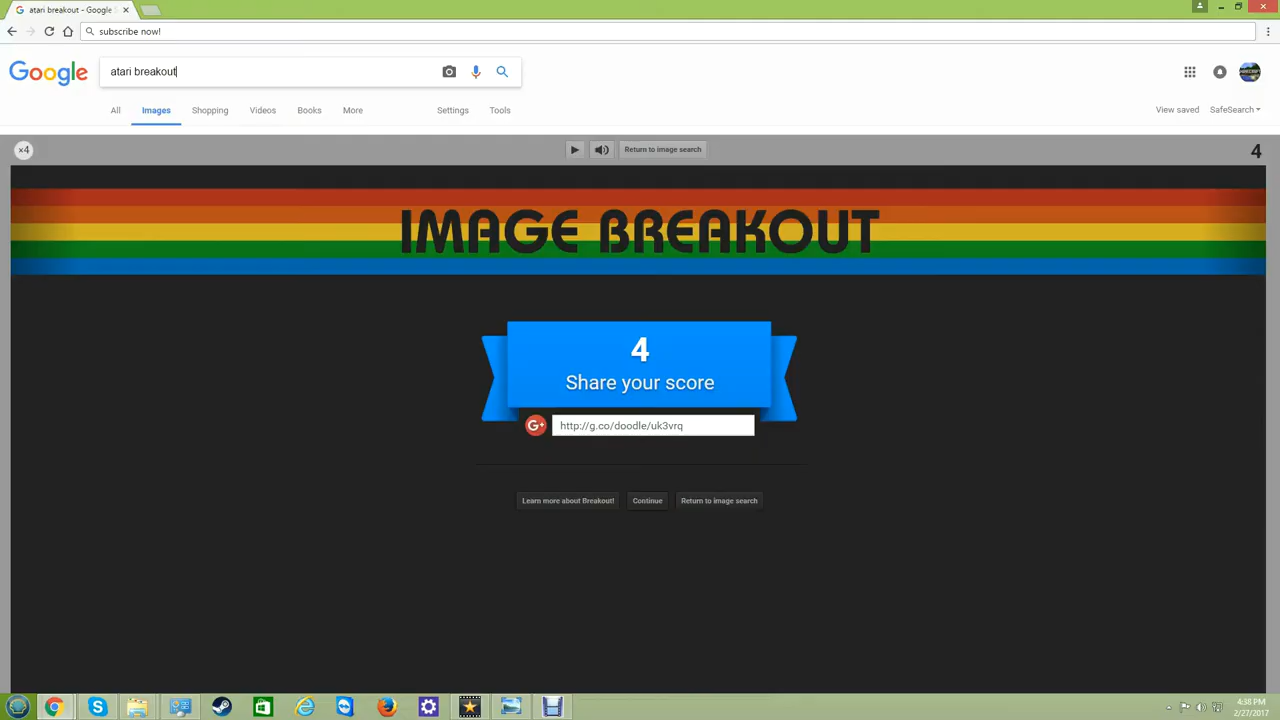 atari breakout - Google
subscribe now!
Google
atari breakout
All
Images
Shopping
Videos
Books
More
Settings
Tools
View saved
SafeSearch
×4
Return to image search
4
IMAGE BREAKOUT
4
Share your score
G+
http://g.co/doodle/uk3vrq
Learn more about Breakout!
Continue
Return to image search
4:38 PM
2/27/2017